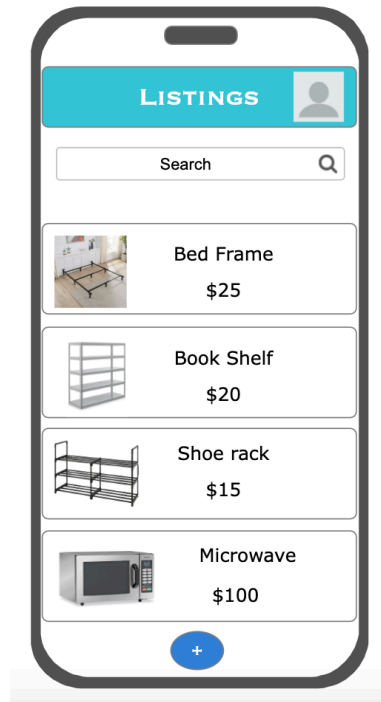 Listings
Search
Bed Frame
$25
Book Shelf
$20
Shoe rack
$15
Microwave
$100
+